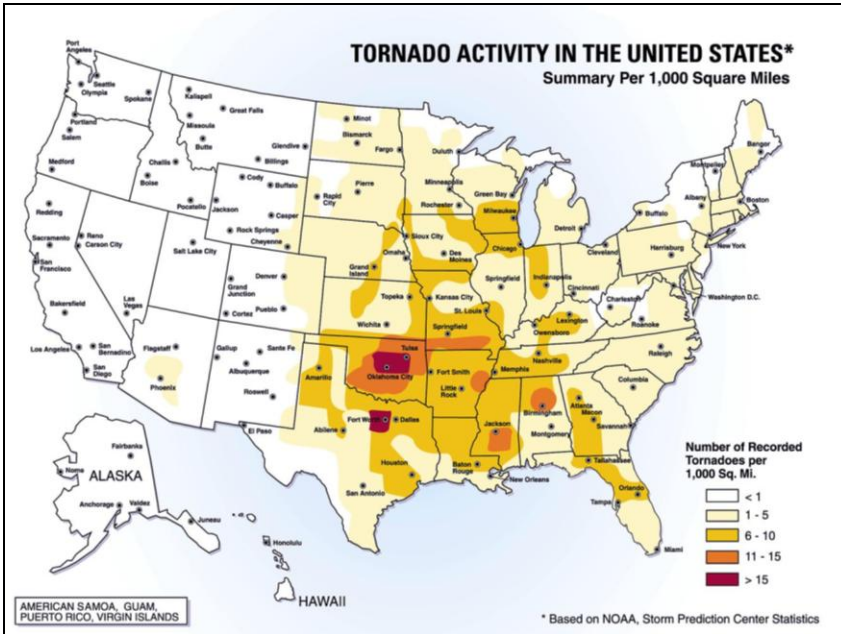 TORNADO ACTIVITY IN THE UNITED STATES*
Summary Per 1,000 Square Miles
Port
Angeles
Seattle
Olympia
Spokane
Portland
Salem
Medford
Kalispell
Great Falls
Missoula
Butte
Glendive
Billings
Challis
Boise
Pocatello
Cody
Buffalo
Jackson
Casper
Rock Springs
Cheyenne
Minot
Bismarck
Fargo
Pierre
Rapid
City
Duluth
Minneapolis
Rochester
Green Bay
Milwaukee
Chicago
Detroit
Bangor
Montpelier
Albany
Buffalo
Boston
New York
Harrisburg
Cleveland
Washington D.C.
Redding
Reno
Carson City
Sacramento
San
Francisco
Bakersfield
Las
Vegas
Los Angeles
San
Bernadino
San
Diego
Salt Lake City
Denver
Grand
Junction
Pueblo
Cortez
Sioux City
Omaha
Grand
Island
Des
Moines
Topeka
Kansas City
Wichita
Springfield
St. Louis
Springfield
Indianapolis
Cincinnati
Charleston
Roanoke
Lexington
Owensboro
Nashville
Raleigh
Columbia
Flagstaff
Phoenix
Gallup
Santa Fe
Albuquerque
Roswell
El Paso
Amarillo
Tulsa
Oklahoma City
Fort Smith
Little
Rock
Memphis
Fort Worth
Dallas
Abilene
Houston
San Antonio
Jackson
Baton
Rouge
New Orleans
Birmingham
Montgomery
Atlanta
Macon
Savannah
Tallahassee
Orlando
Tampa
Miami
Fairbanks
Nome
ALASKA
Anchorage
Valdez
Juneau
Honolulu
HAWAII
Number of Recorded
Tornadoes per
1,000 Sq. Mi.
< 1
1 - 5
6 - 10
11 - 15
> 15
AMERICAN SAMOA, GUAM,
PUERTO RICO, VIRGIN ISLANDS
* Based on NOAA, Storm Prediction Center Statistics